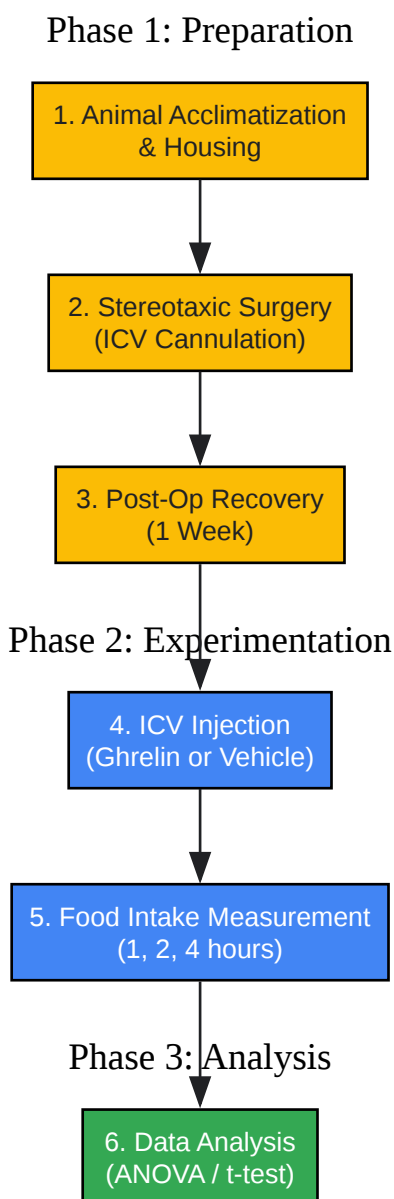 Phase 1: Preparation
1. Animal Acclimatization
& Housing
2. Stereotaxic Surgery
(ICV Cannulation)
3. Post-Op Recovery
(1 Week)
Phase 2: Experimentation
4. ICV Injection
(Ghrelin or Vehicle)
5. Food Intake Measurement
(1, 2, 4 hours)
Phase 3: Analysis
6. Data Analysis
(ANOVA / t-test)